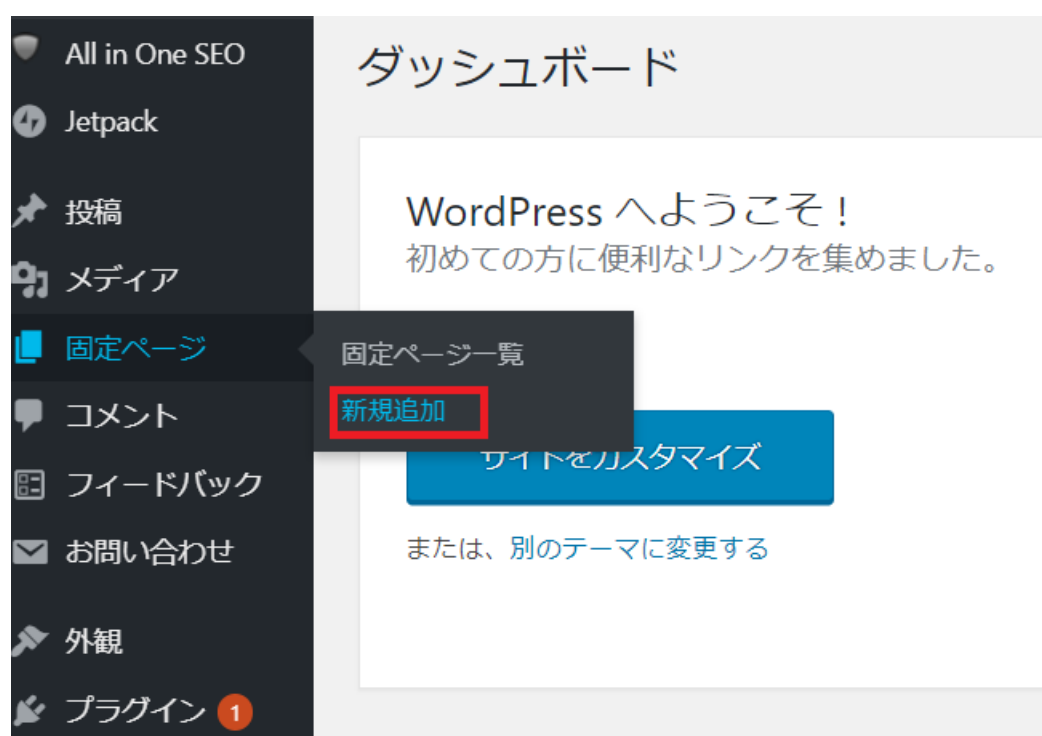 All in One SEO
Jetpack
投稿
メディア
固定ページ
コメント
フィードバック
お問い合わせ
外観
プラグイン 1
固定ページ一覧
新規追加
ダッシュボード
WordPress へようこそ !
初めての方に便利なリンクを集めました。
サイトをカスタマイズ
または、別のテーマに変更する